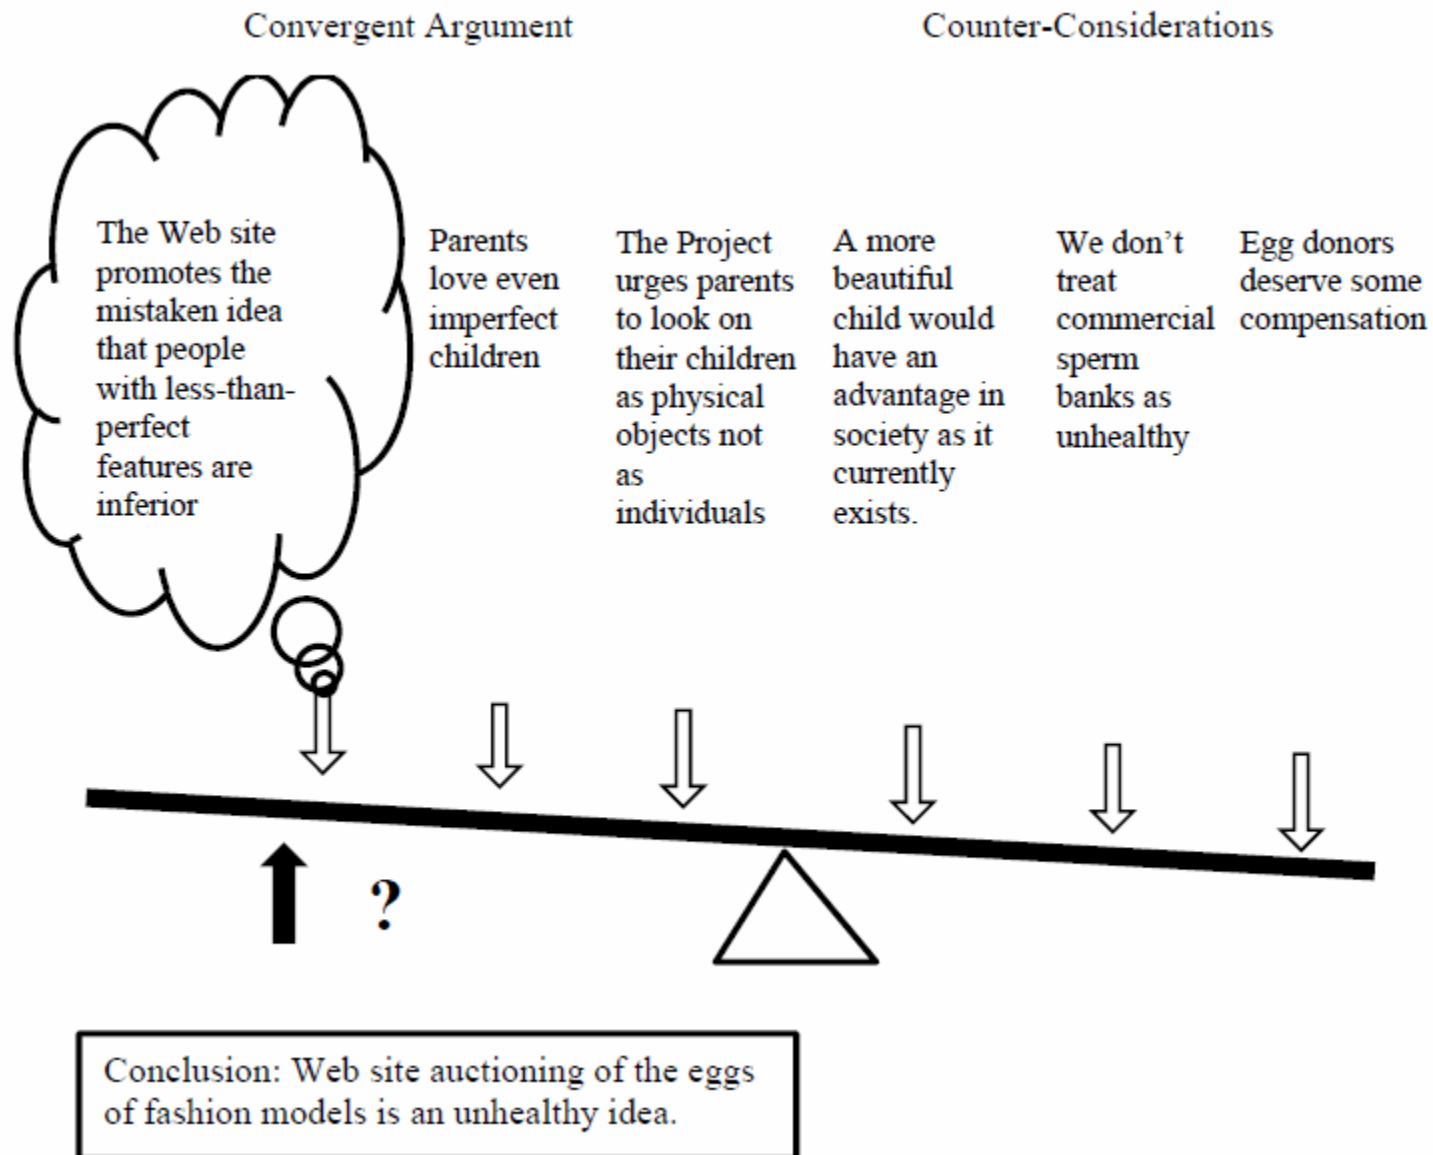 Convergent Argument
Counter-Considerations
The Web site
promotes the
mistaken idea
that people
with less-than-
perfect
features are
inferior
Parents
love even
imperfect
children
The Project
urges parents
to look on
their children
as physical
objects not
as
individuals
A more
beautiful
child would
have an
advantage in
society as it
currently
exists.
We don’t
treat
commercial
sperm
banks as
unhealthy
Egg donors
deserve some
compensation
?
Conclusion: Web site auctioning of the eggs
of fashion models is an unhealthy idea.